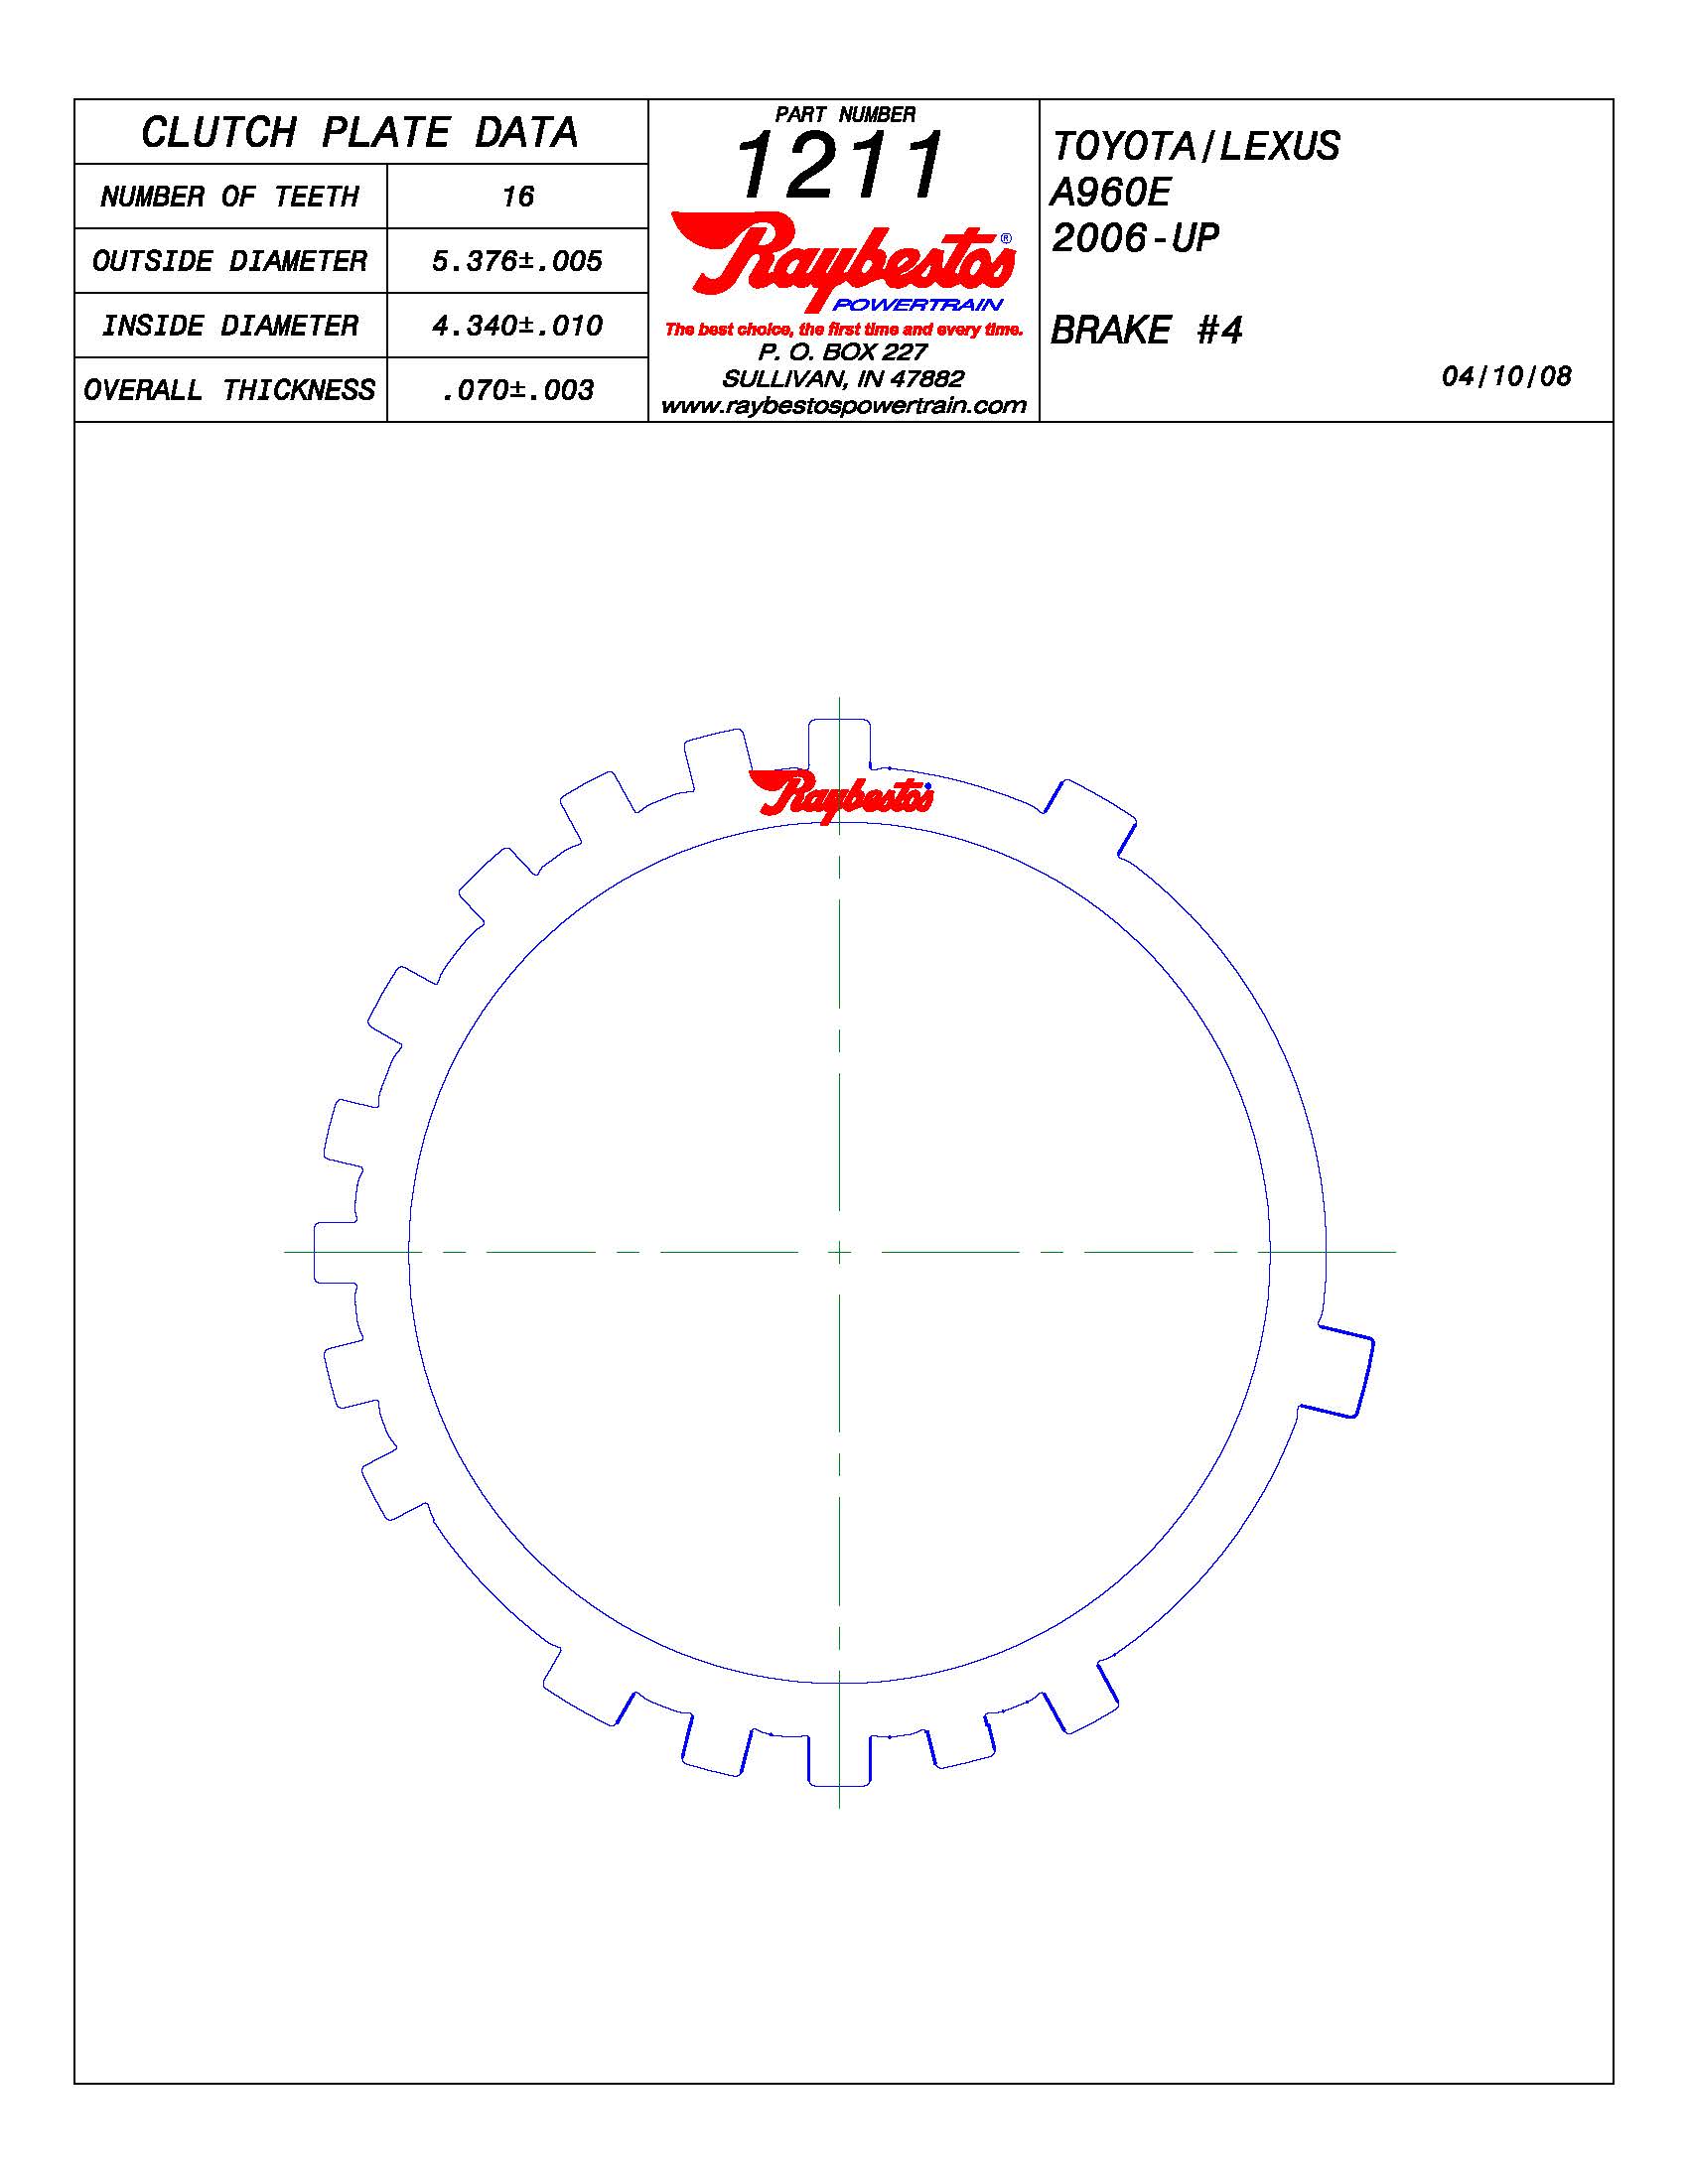 CLUTCH PLATE DATA
NUMBER OF TEETH 16
OUTSIDE DIAMETER 5.376±.005
INSIDE DIAMETER 4.340±.010
OVERALL THICKNESS .070±.003
PART NUMBER
1211
Raybestos®
POWERTRAIN
The best choice, the first time and every time.
P. O. BOX 227
SULLIVAN, IN 47882
www.raybestospowertrain.com
TOYOTA/LEXUS
A960E
2006-UP
BRAKE #4
04/10/08
Raybestos